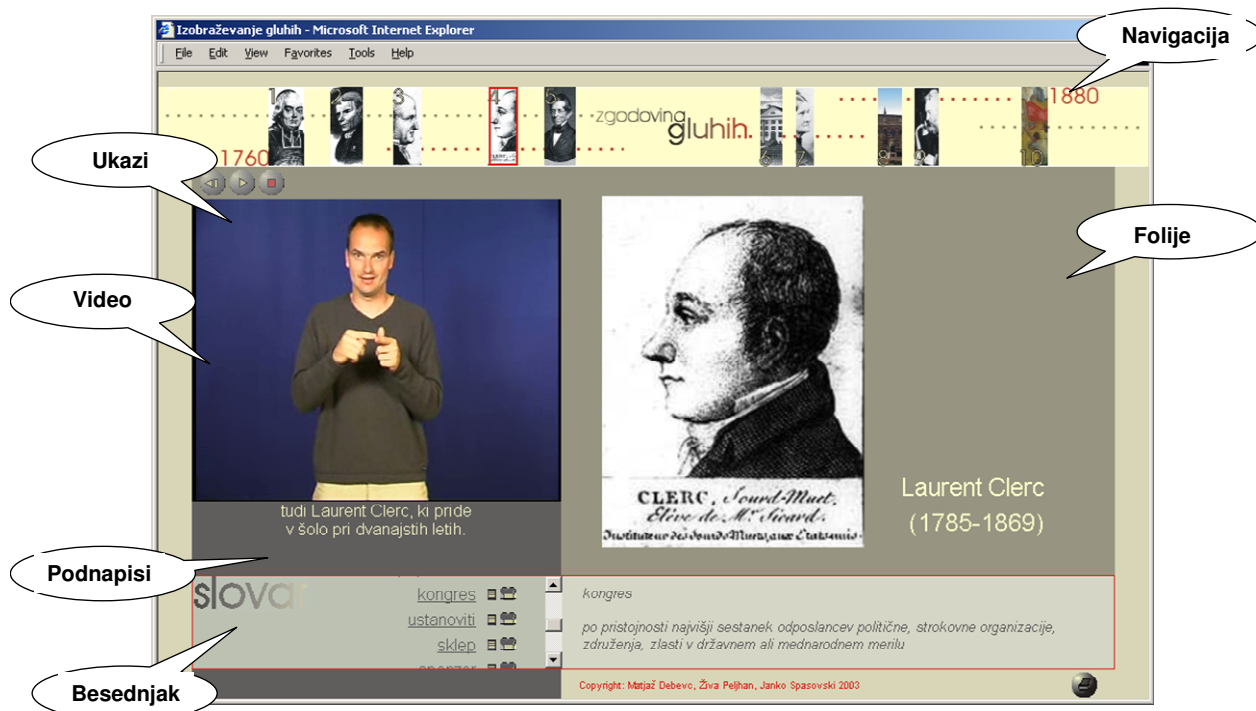 Izobraževanje gluhih - Microsoft Internet Explorer
File Edit View Favorites Tools Help
Navigacija
1 2 3 4 5 zgodovina gluhih 6 7 8 9 10
1760
1880
Ukazi
Video
Folije
CLERC, Sourd-Muet,
Elève de Mr. Sicard.
Laurent Clerc
(1785-1869)
tudi Laurent Clerc, ki pride
v šolo pri dvanajstih letih.
Podnapisi
slovar
kongres
ustanoviti
sklep
sponzor
kongres
po pristojnosti najvišji sestanek odposlancev politične, strokovne organizacije,
združenja, zlasti v državnem ali mednarodnem merilu
Besednjak
Copyright: Matjaž Debevc, Živa Peljhan, Janko Spasovski 2003